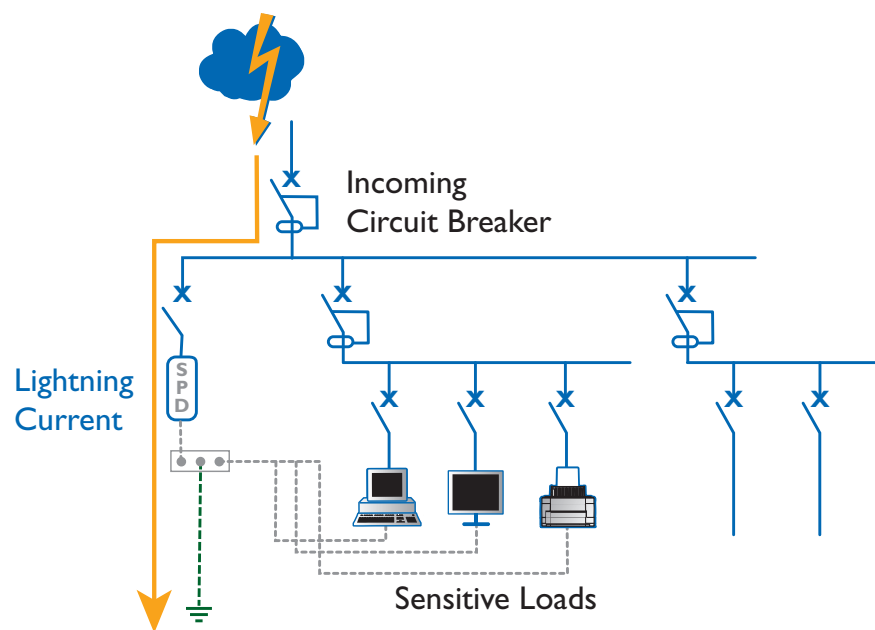 Incoming
Circuit Breaker
Lightning
Current
S
P
D
Sensitive Loads